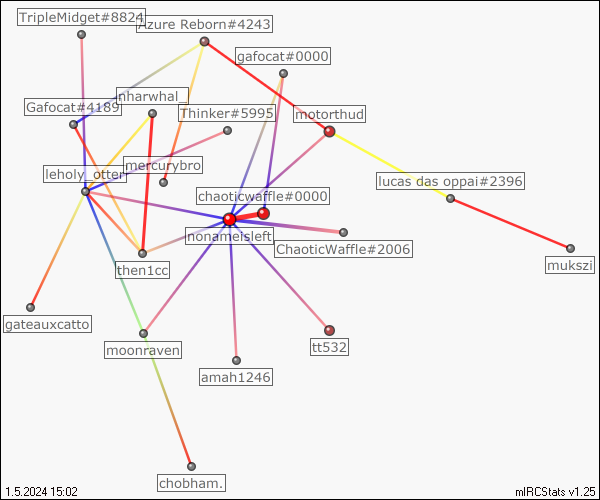 TripleMidget#8824
Azure Reborn#4243
gafocat#0000
nharwhal_
Gafocat#4189
Thinker#5995
motorthud
mercurybro
leholy_otter
lucas das oppai#2396
chaoticwaffle#0000
nonameisleft
ChaoticWaffle#2006
then1cc
mukszi
gateauxcatto
moonraven
tt532
amah1246
chobham.
1.5.2024 15:02
mIRCStats v1.25